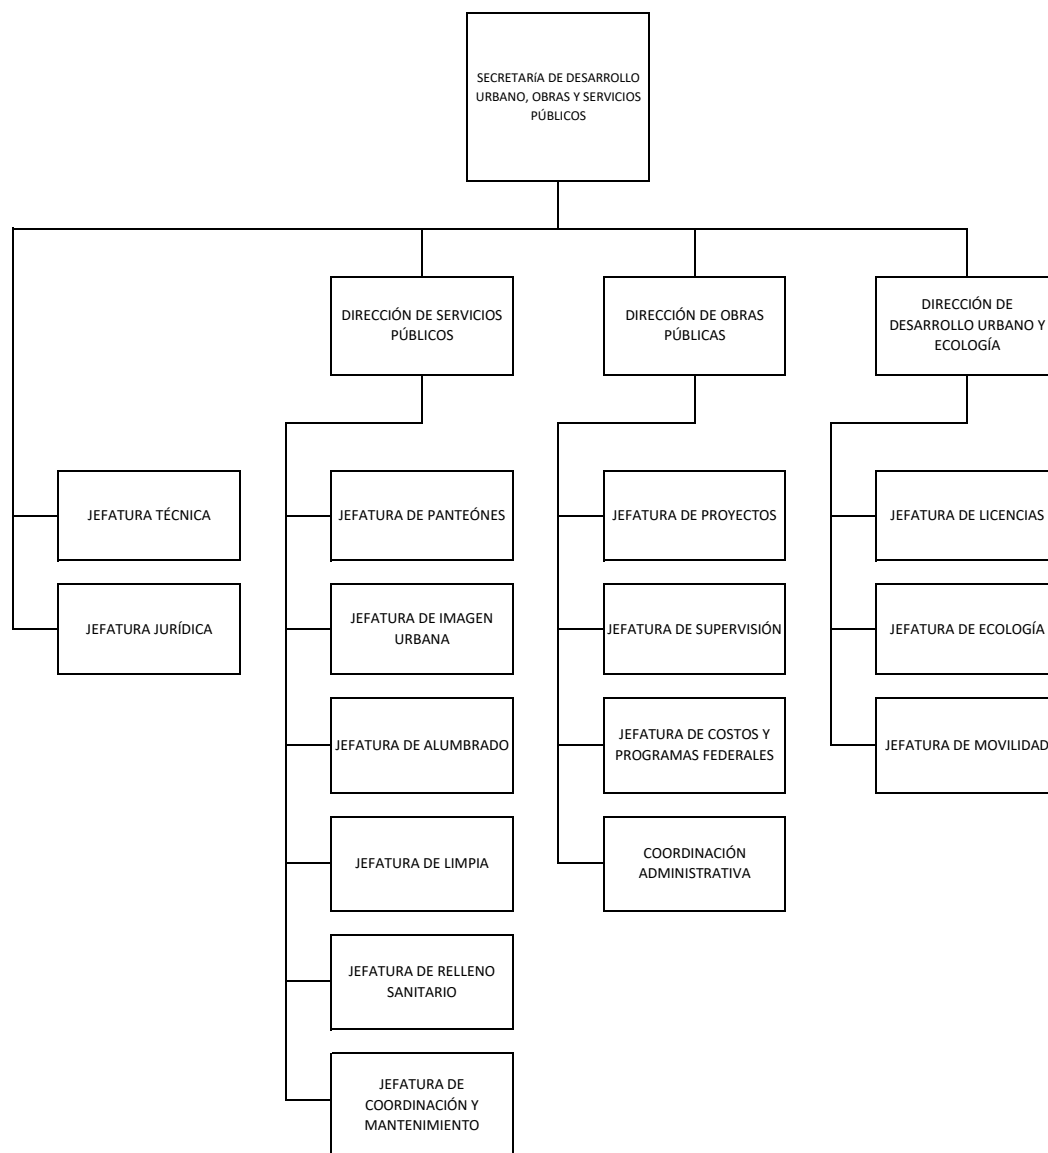 SECRETARíA DE DESARROLLO
URBANO, OBRAS Y SERVICIOS
PÚBLICOS
DIRECCIÓN DE SERVICIOS
PÚBLICOS
DIRECCIÓN DE OBRAS
PÚBLICAS
DIRECCIÓN DE
DESARROLLO URBANO Y
ECOLOGÍA
JEFATURA TÉCNICA
JEFATURA JURÍDICA
JEFATURA DE PANTEÓNES
JEFATURA DE IMAGEN
URBANA
JEFATURA DE ALUMBRADO
JEFATURA DE LIMPIA
JEFATURA DE RELLENO
SANITARIO
JEFATURA DE
COORDINACIÓN Y
MANTENIMIENTO
JEFATURA DE PROYECTOS
JEFATURA DE SUPERVISIÓN
JEFATURA DE COSTOS Y
PROGRAMAS FEDERALES
COORDINACIÓN
ADMINISTRATIVA
JEFATURA DE LICENCIAS
JEFATURA DE ECOLOGÍA
JEFATURA DE MOVILIDAD